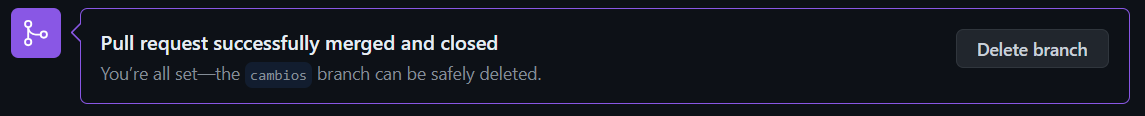 Pull request successfully merged and closed
Delete branch
You’re all set—the cambios branch can be safely deleted.